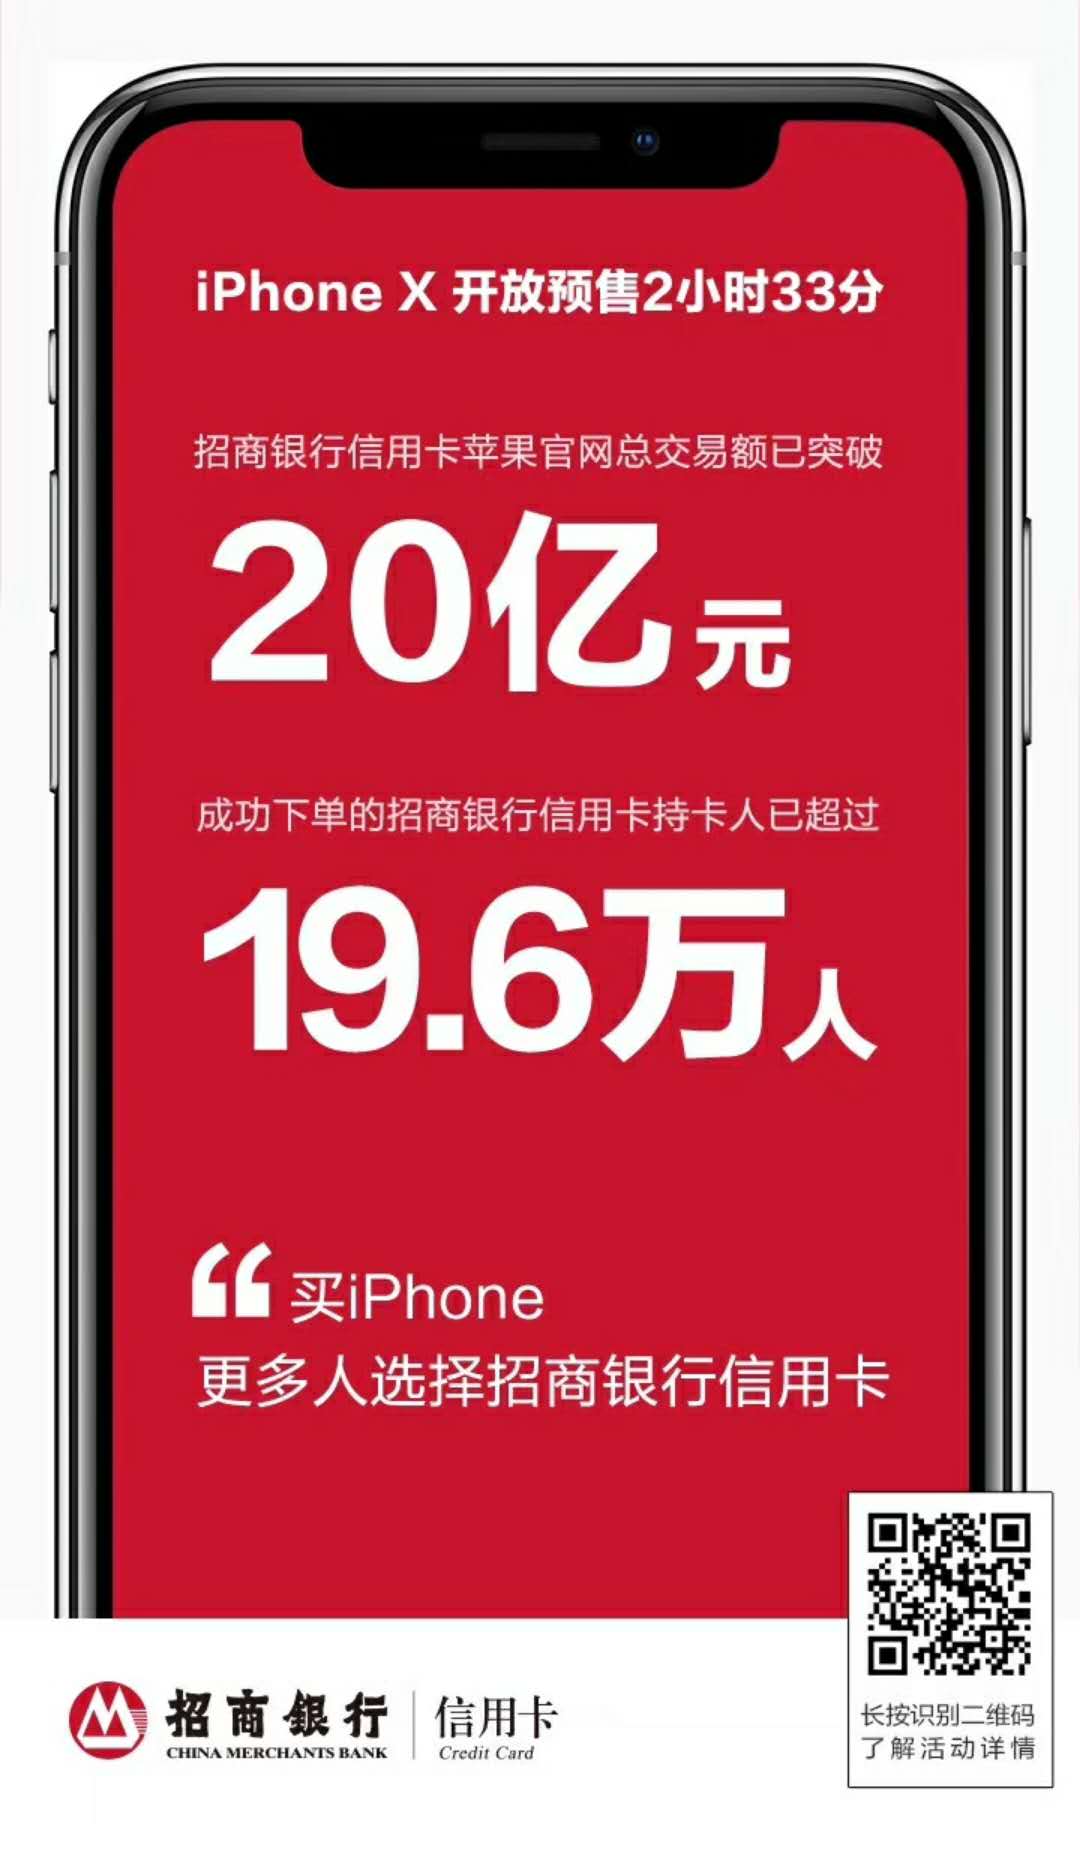 iPhone X 开放预售2小时33分
招商银行信用卡苹果官网总交易额已突破
20亿元
成功下单的招商银行信用卡持卡人已超过
19.6万人
“买iPhone
更多人选择招商银行信用卡
招商銀行
CHINA MERCHANTS BANK
信用卡
Credit Card
长按识别二维码
了解活动详情